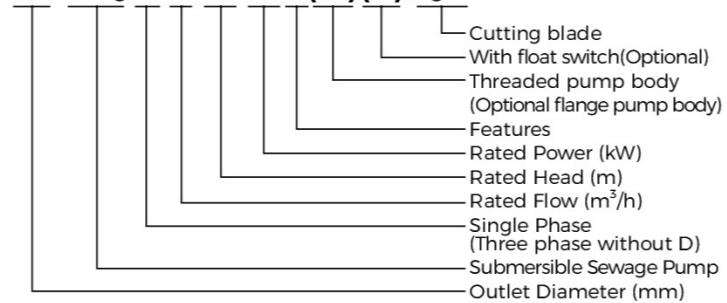 Cutting blade
With float switch(Optional)
Threaded pump body
(Optional flange pump body)
Features
Rated Power (kW)
Rated Head (m)
Rated Flow (m³/h)
Single Phase
(Three phase without D)
Submersible Sewage Pump
Outlet Diameter (mm)